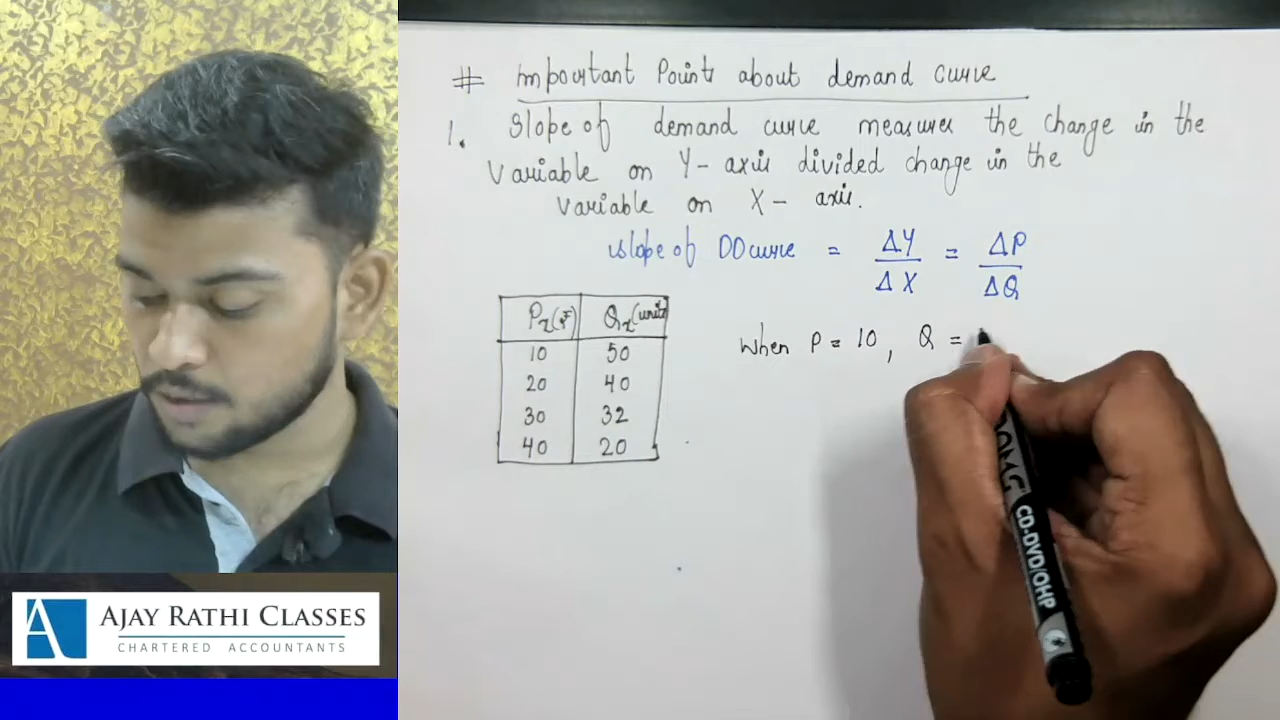 # Important Points about demand curve
1. Slope of demand curve measures the change in the
variable on Y-axis divided change in the
variable on X-axis.
slope of DD curve = ΔY/ΔX = ΔP/ΔQ
Px(₹) Qx(units)
10 50
20 40
30 32
40 20
When P = 10, Q =
DOMS CD-DVD/OHP
AJAY RATHI CLASSES
CHARTERED ACCOUNTANTS